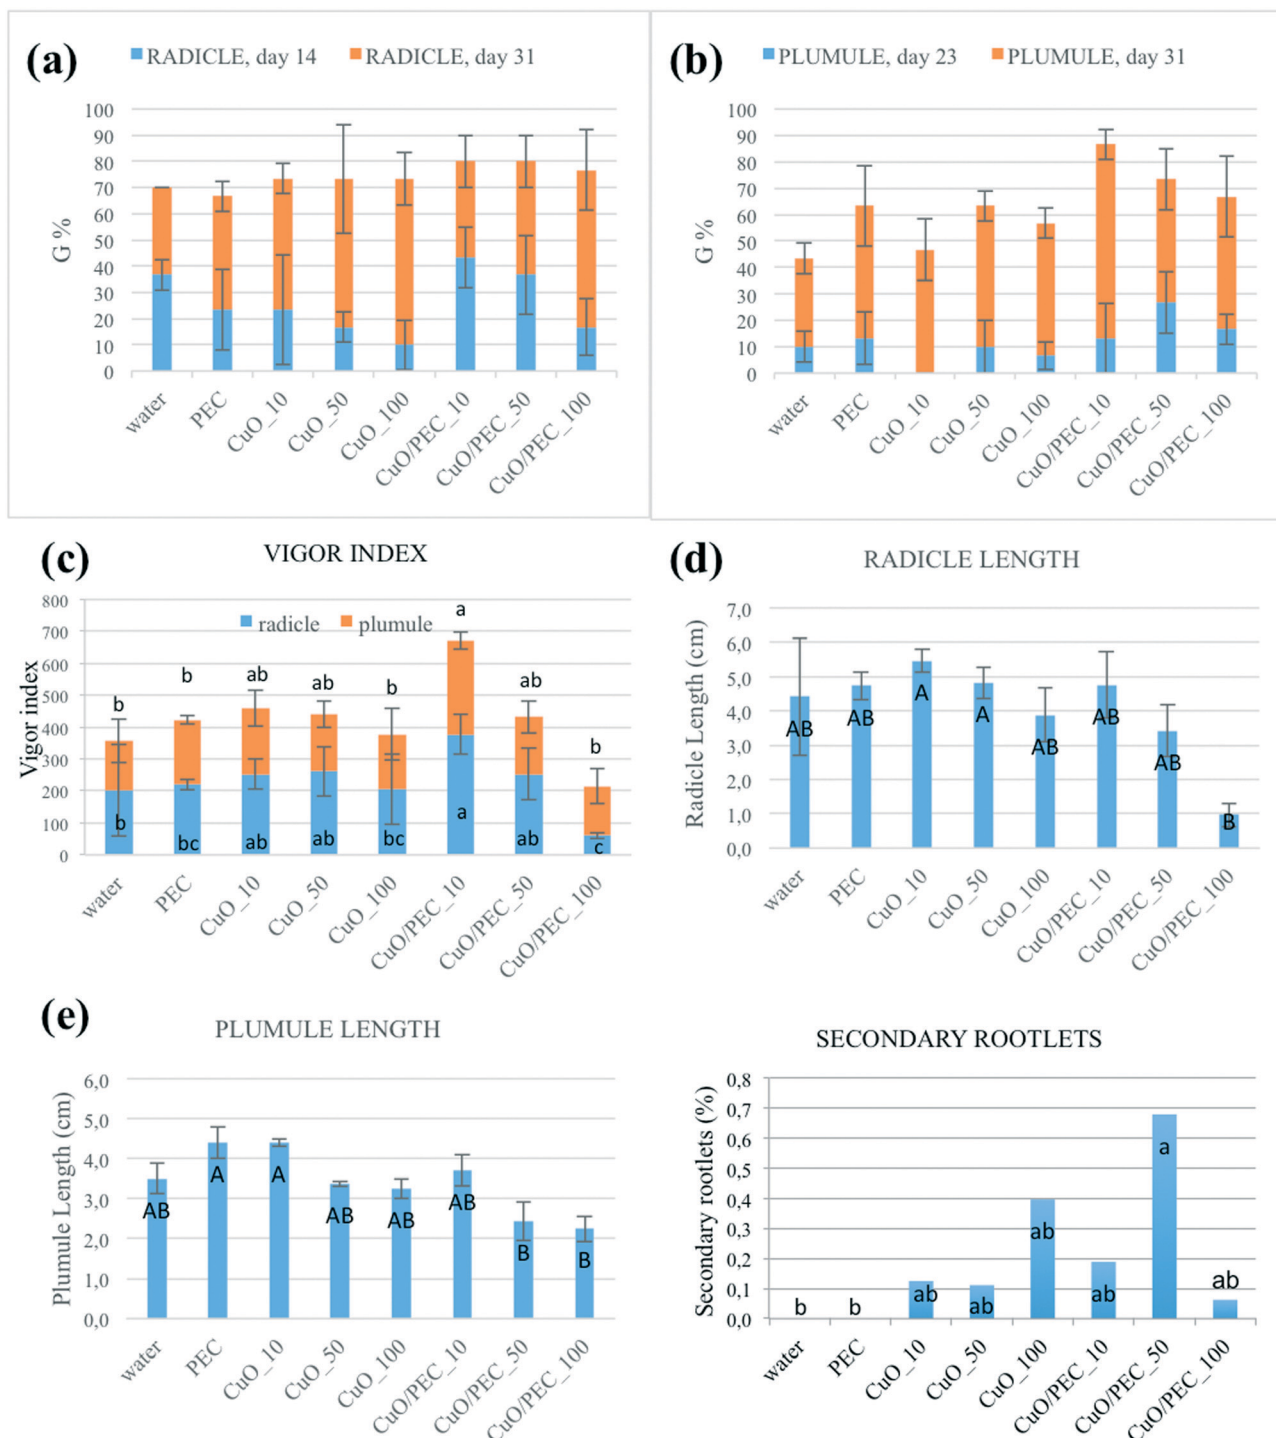 (a)
RADICLE, day 14 RADICLE, day 31
G %
100
90
80
70
60
50
40
30
20
10
0
water PEC CuO_10 CuO_50 CuO_100 CuO/PEC_10 CuO/PEC_50 CuO/PEC_100
(b)
PLUMULE, day 23 PLUMULE, day 31
G %
100
90
80
70
60
50
40
30
20
10
0
water PEC CuO_10 CuO_50 CuO_100 CuO/PEC_10 CuO/PEC_50 CuO/PEC_100
(c)
VIGOR INDEX
radicle plumule
Vigor index
800
700
600
500
400
300
200
100
0
b b ab ab b a ab b
b bc ab ab bc a ab c
water PEC CuO_10 CuO_50 CuO_100 CuO/PEC_10 CuO/PEC_50 CuO/PEC_100
(d)
RADICLE LENGTH
Radicle Length (cm)
7,0
6,0
5,0
4,0
3,0
2,0
1,0
0,0
AB AB A A AB AB AB B
water PEC CuO_10 CuO_50 CuO_100 CuO/PEC_10 CuO/PEC_50 CuO/PEC_100
(e)
PLUMULE LENGTH
Plumule Length (cm)
6,0
5,0
4,0
3,0
2,0
1,0
0,0
AB A A AB AB AB B B
water PEC CuO_10 CuO_50 CuO_100 CuO/PEC_10 CuO/PEC_50 CuO/PEC_100
SECONDARY ROOTLETS
Secondary rootlets (%)
0,8
0,7
0,6
0,5
0,4
0,3
0,2
0,1
0,0
b b ab ab ab ab a ab
water PEC CuO_10 CuO_50 CuO_100 CuO/PEC_10 CuO/PEC_50 CuO/PEC_100